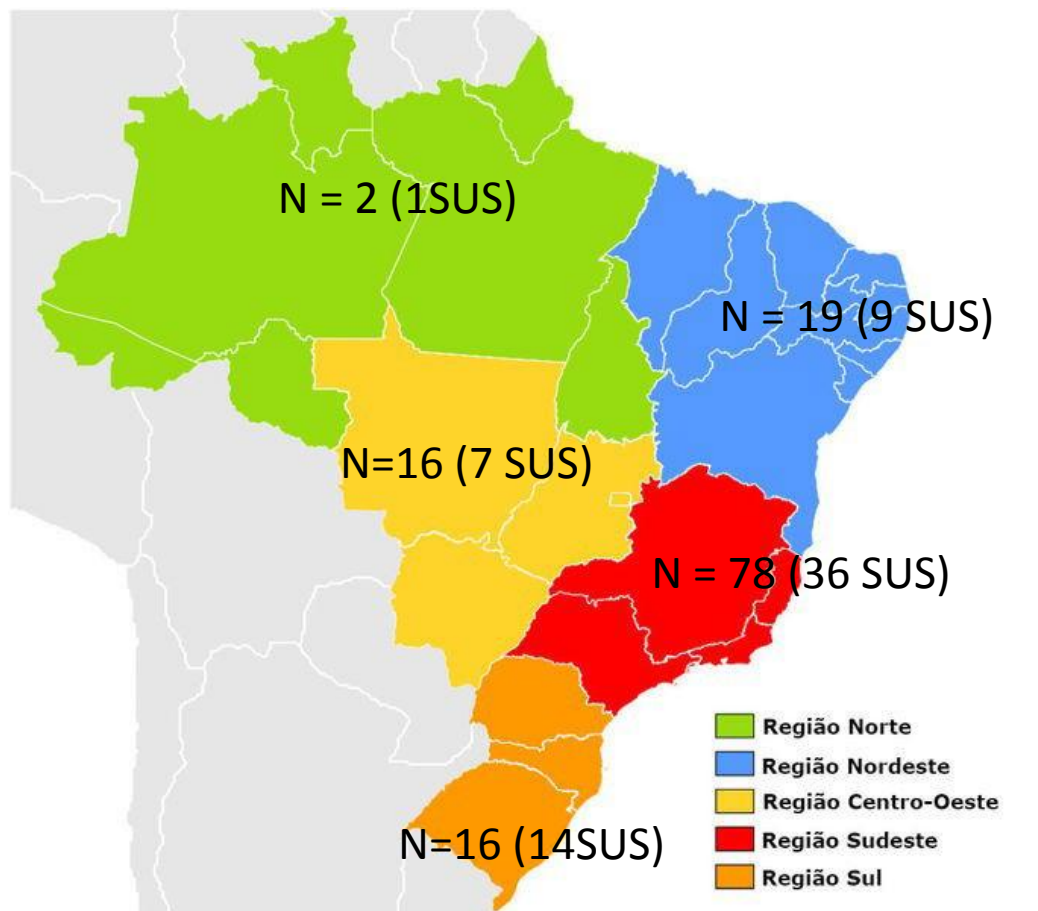 N = 2 (1SUS)
N = 19 (9 SUS)
N=16 (7 SUS)
N = 78 (36 SUS)
N=16 (14SUS)
Região Norte
Região Nordeste
Região Centro-Oeste
Região Sudeste
Região Sul